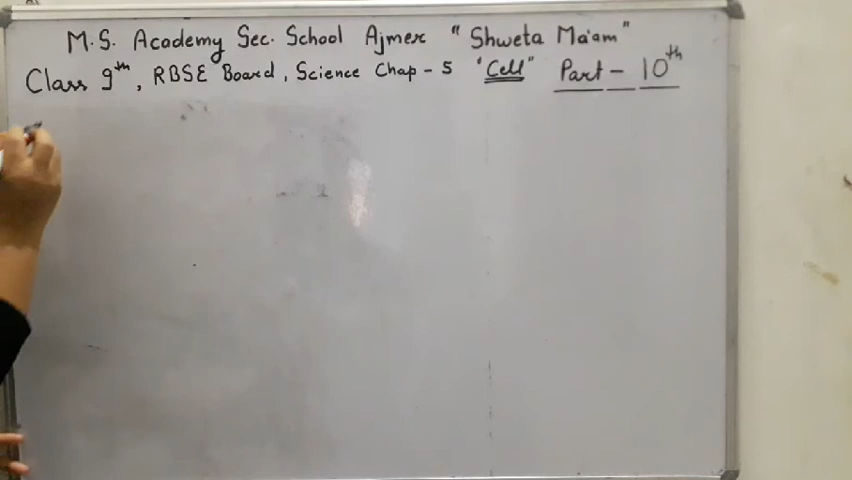 M.S. Academy Sec. School Ajmer "Shweta Ma'am"
Class 9th, RBSE Board, Science Chap - 5 "Cell" Part - 10th